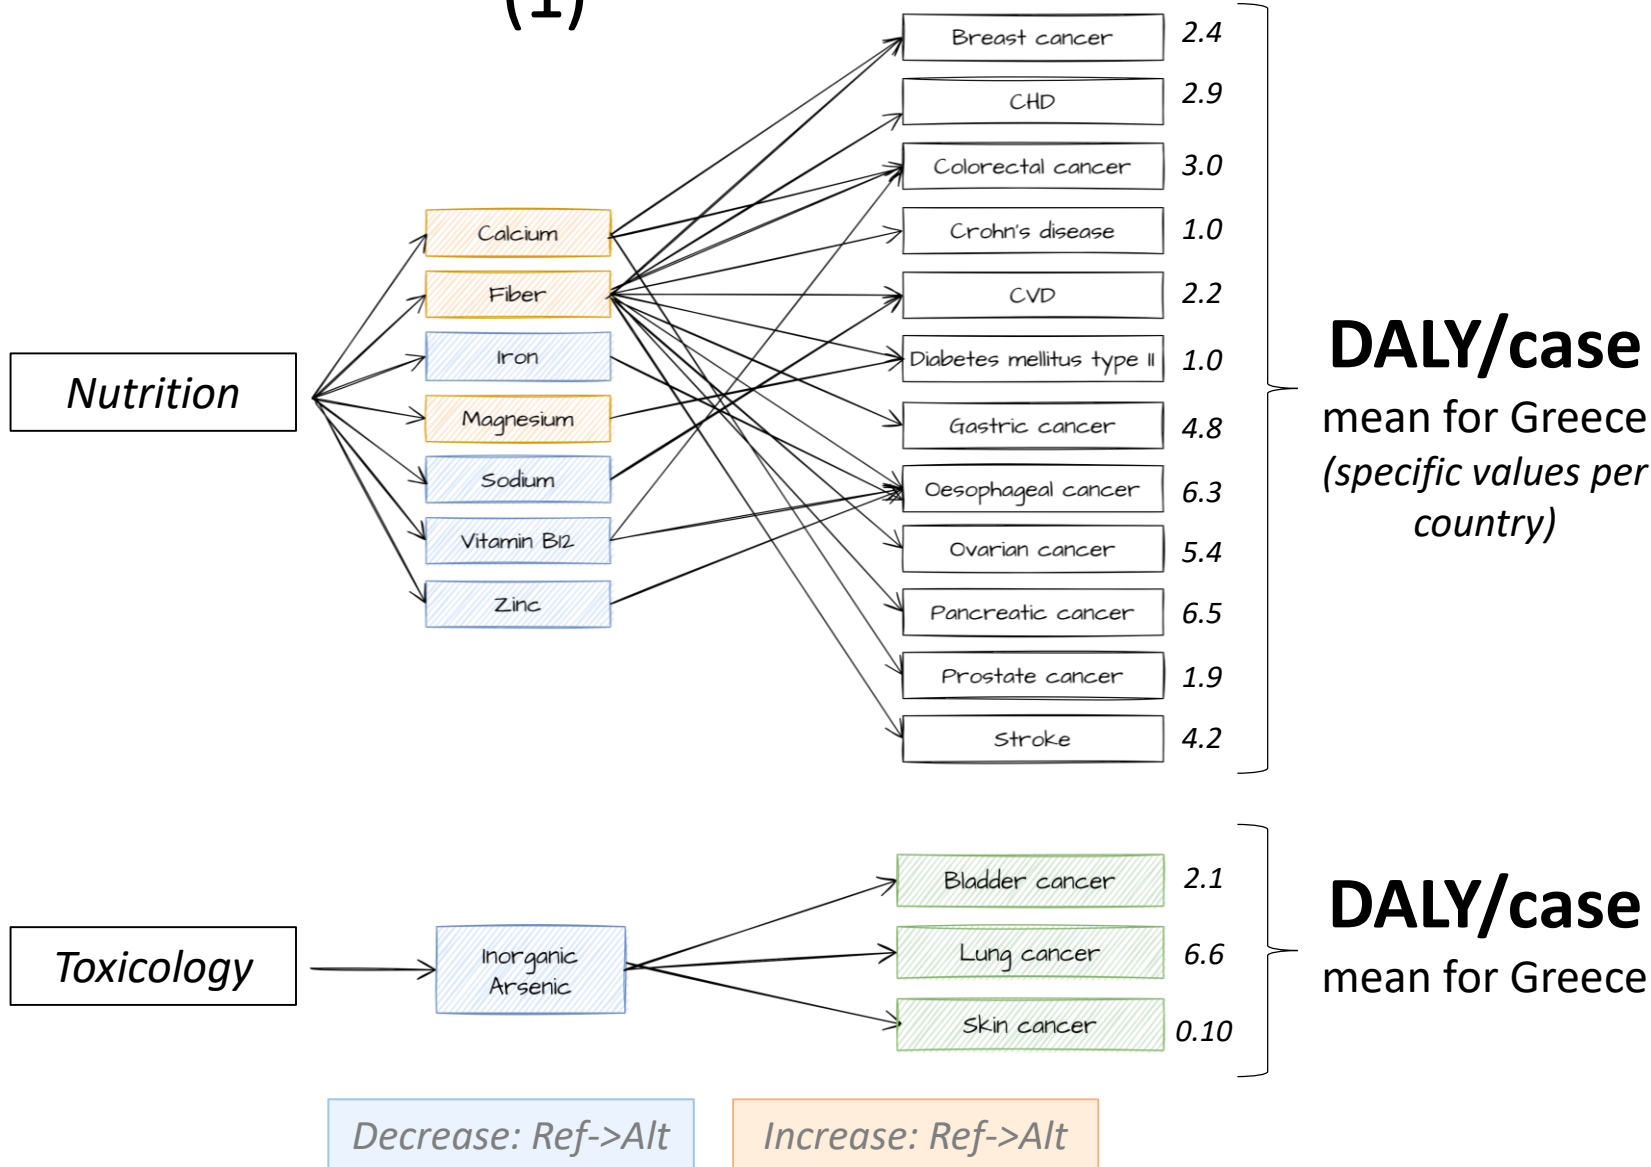 (1)
Breast cancer 2.4
CHD 2.9
Colorectal cancer 3.0
Calcium
Crohn's disease 1.0
Fiber
CVD 2.2
Iron
Diabetes mellitus type II 1.0
DALY/case
Nutrition
Magnesium
Gastric cancer 4.8
mean for Greece
Sodium
Oesophageal cancer 6.3
(specific values per
country)
Vitamin B12
Ovarian cancer 5.4
Zinc
Pancreatic cancer 6.5
Prostate cancer 1.9
Stroke 4.2
Bladder cancer 2.1
DALY/case
Toxicology
Inorganic
Arsenic
Lung cancer 6.6
mean for Greece
Skin cancer 0.10
Decrease: Ref->Alt
Increase: Ref->Alt